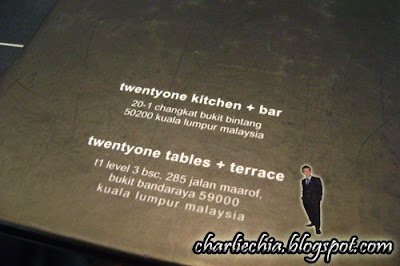 twentyone kitchen + bar
20-1 changkat bukit bintang
50200 kuala lumpur malaysia
twentyone tables + terrace
t1 level 3 bsc, 285 jalan maarof,
bukit bandaraya 59000
kuala lumpur malaysia
charliechia.blogspot.com